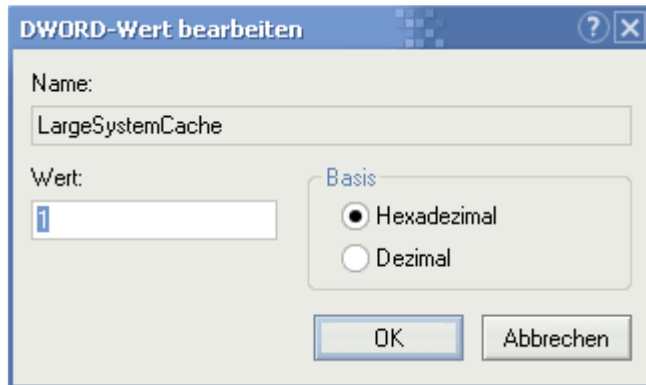 DWORD-Wert bearbeiten
Name:
LargeSystemCache
Wert:
1
Basis
Hexadezimal
Dezimal
OK
Abbrechen